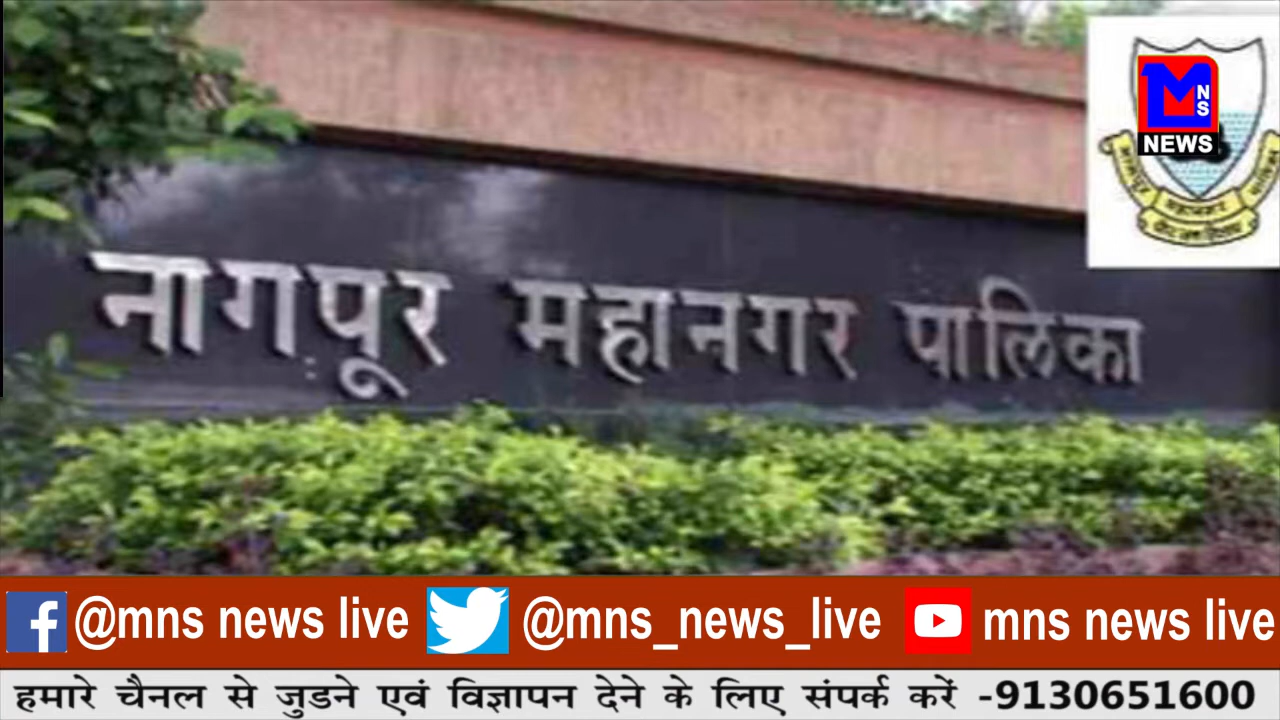 M
N
S
NEWS
नागपूर महानगर पालिका
@mns news live @mns_news_live mns news live
हमारे चैनल से जुडने एवं विज्ञापन देने के लिए संपर्क करें -9130651600